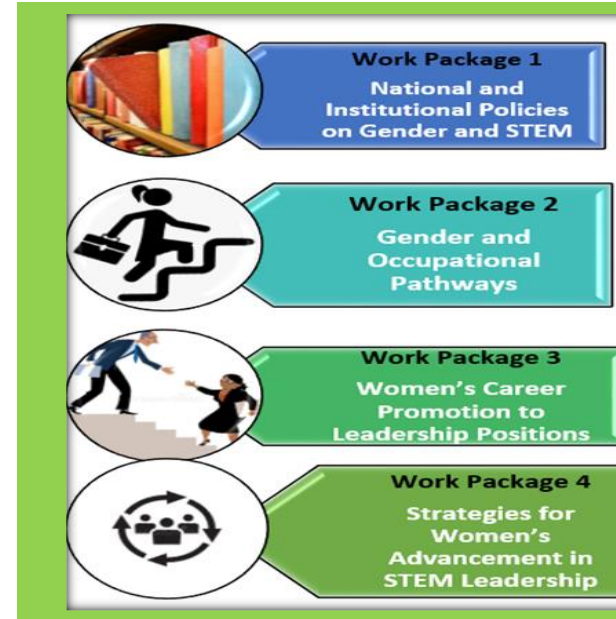 Work Package 1
National and
Institutional Policies
on Gender and STEM
Work Package 2
Gender and
Occupational
Pathways
Work Package 3
Women's Career
Promotion to
Leadership Positions
Work Package 4
Strategies for
Women's
Advancement in
STEM Leadership